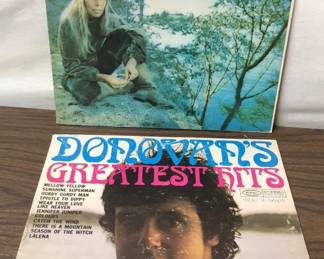 DONOVAN'S
GREATEST HITS
MELLOW YELLOW
SUNSHINE SUPERMAN
HURDY GURDY MAN
EPISTLE TO DIPPY
WEAR YOUR LOVE
LIKE HEAVEN
JENNIFER JUNIPER
COLOURS
CATCH THE WIND
THERE IS A MOUNTAIN
SEASON OF THE WITCH
LALENA